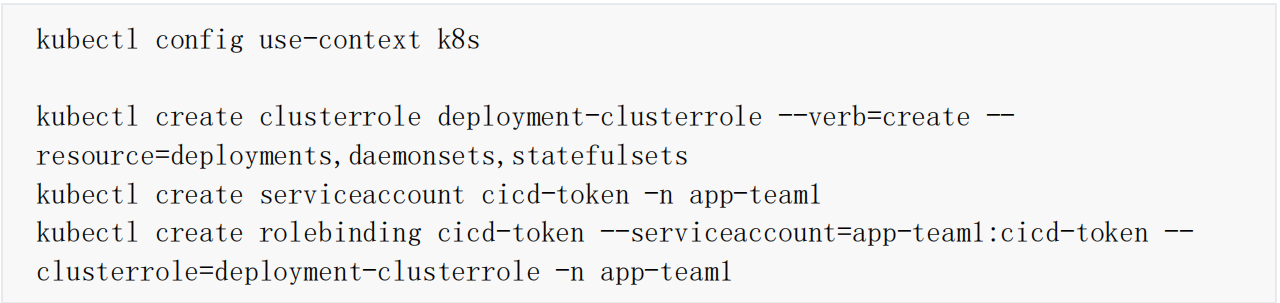 kubectl config use-context k8s
kubectl create clusterrole deployment-clusterrole --verb=create --
resource=deployments,daemonsets,statefulsets
kubectl create serviceaccount cicd-token -n app-team1
kubectl create rolebinding cicd-token --serviceaccount=app-team1:cicd-token --
clusterrole=deployment-clusterrole -n app-team1